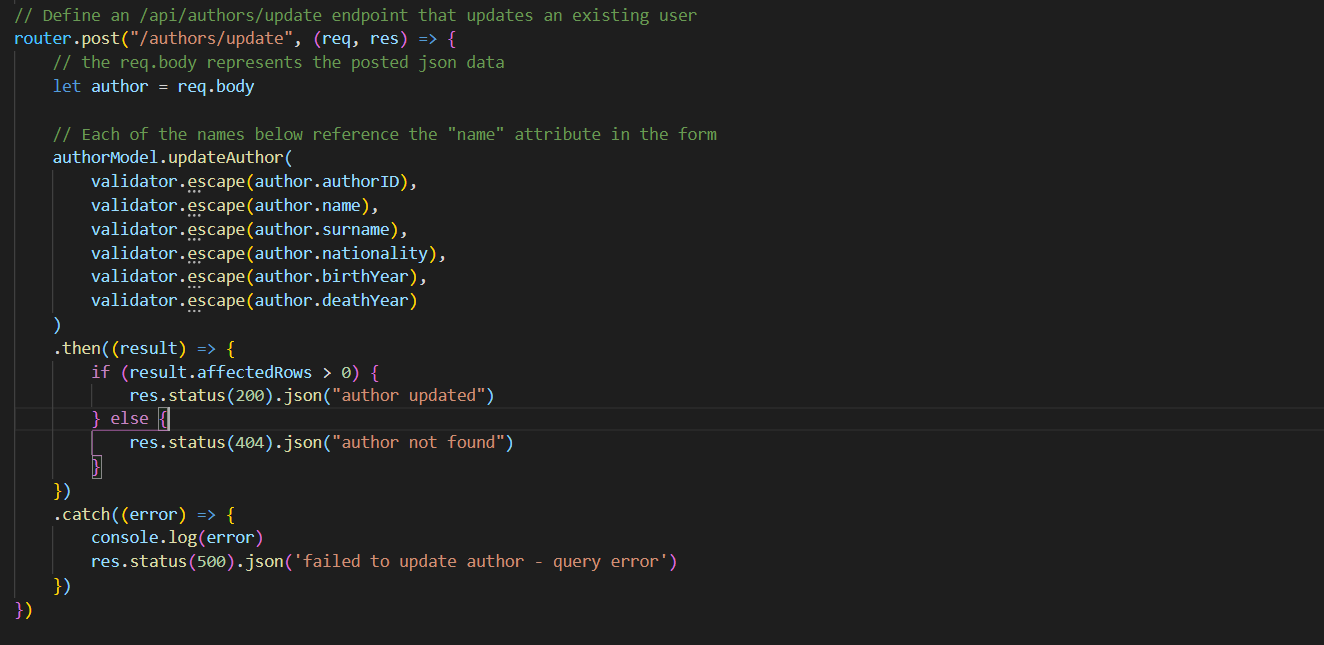 // Define an /api/authors/update endpoint that updates an existing user
router.post("/authors/update", (req, res) => {
    // the req.body represents the posted json data
    let author = req.body

    // Each of the names below reference the "name" attribute in the form
    authorModel.updateAuthor(
        validator.escape(author.authorID),
        validator.escape(author.name),
        validator.escape(author.surname),
        validator.escape(author.nationality),
        validator.escape(author.birthYear),
        validator.escape(author.deathYear)
    )
    .then((result) => {
        if (result.affectedRows > 0) {
            res.status(200).json("author updated")
        } else {
            res.status(404).json("author not found")
        }
    })
    .catch((error) => {
        console.log(error)
        res.status(500).json('failed to update author - query error')
    })
})